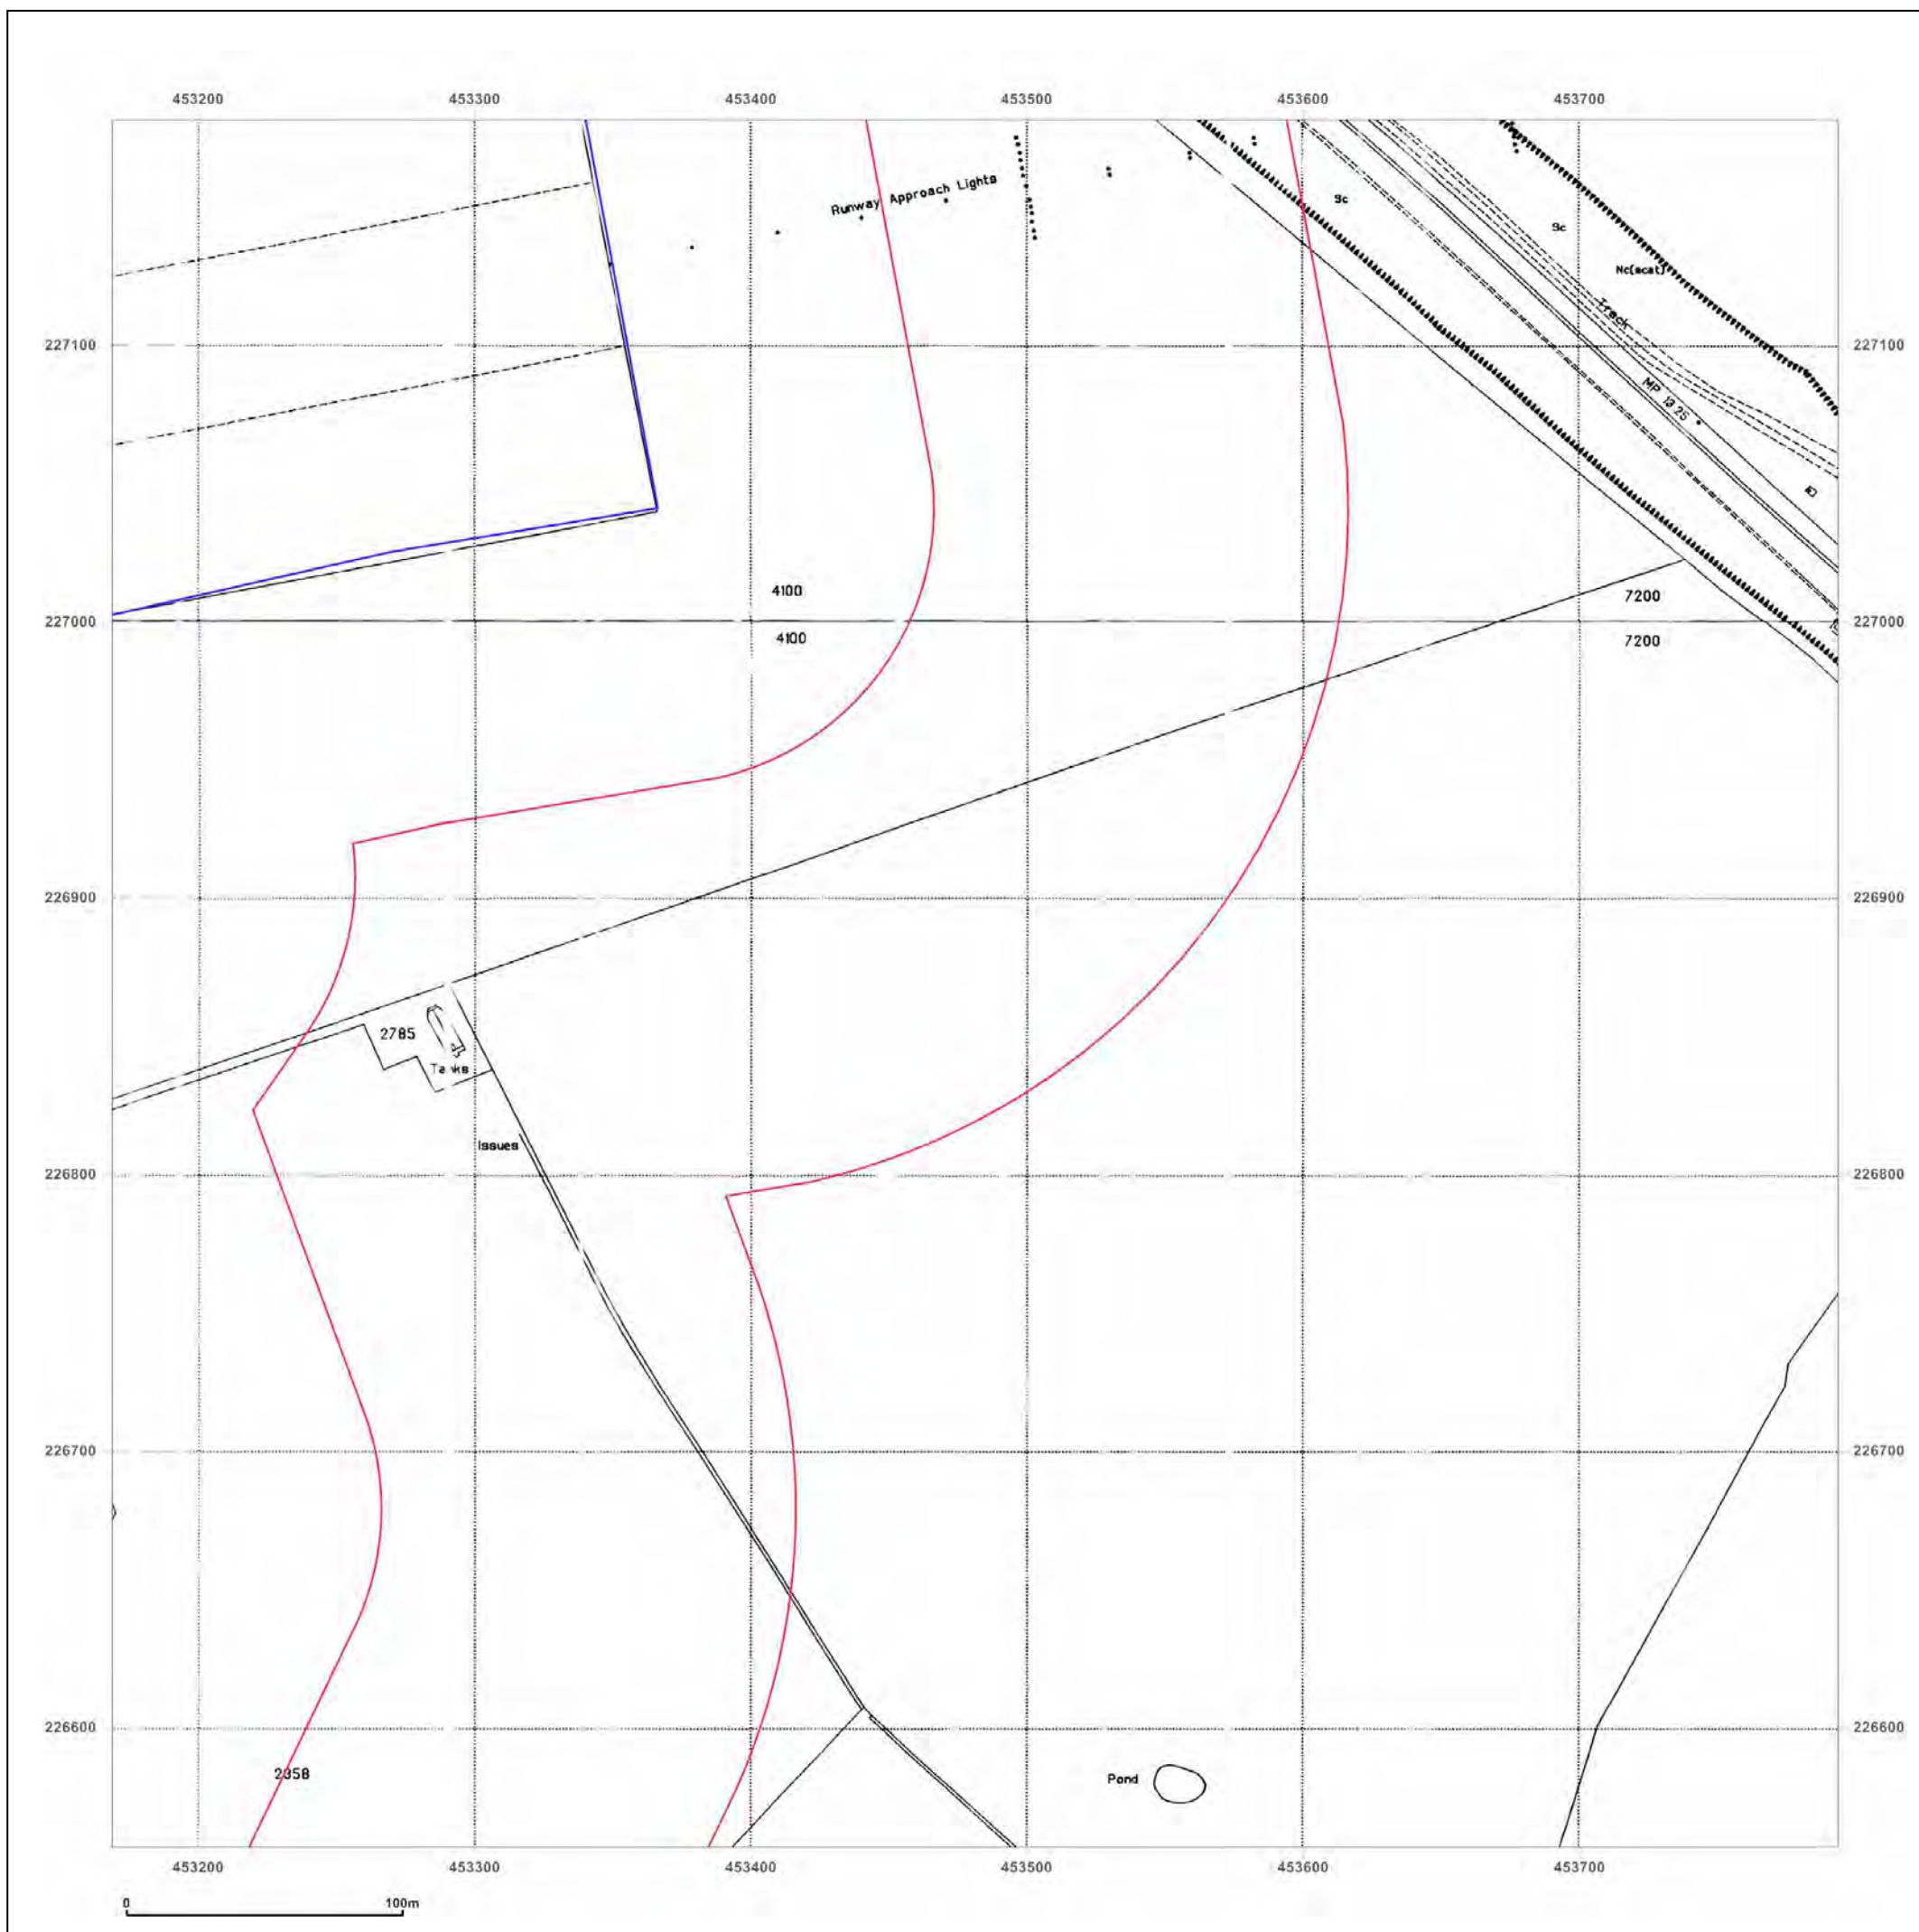 453200 453300 453400 453500 453600 453700
Runway Approach Lights
Sc
Sc
Nc(scat)
Track
227100 227100
MP 13.25
4100
7200
227000 227000
4100
7200
226900 226900
2785
Tanks
Issues
226800 226800
226700 226700
226600 226600
2358
Pond
453200 453300 453400 453500 453600 453700
0 100m